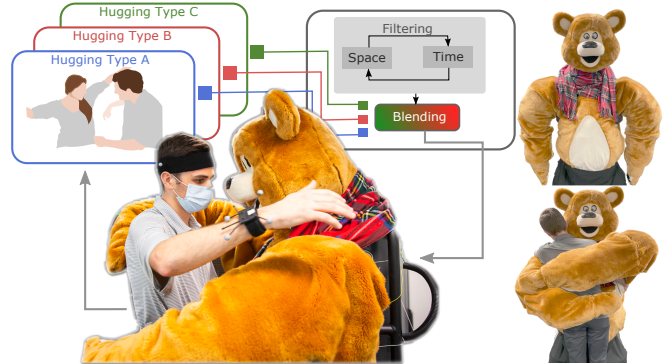 Hugging Type C
Hugging Type B
Hugging Type A
Filtering
Space
Time
Blending